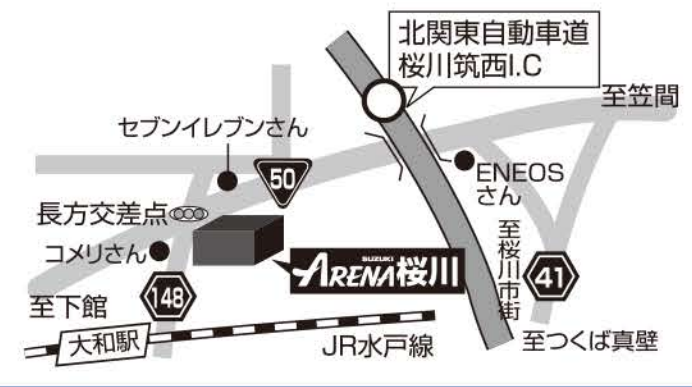 北関東自動車道
桜川筑西I.C
至笠間
セブンイレブンさん
50
ENEOS
さん
長方交差点
コメリさん
SUZUKI
ARENA桜川
至桜川市街
41
148
至下館
大和駅
JR水戸線
至つくば真壁